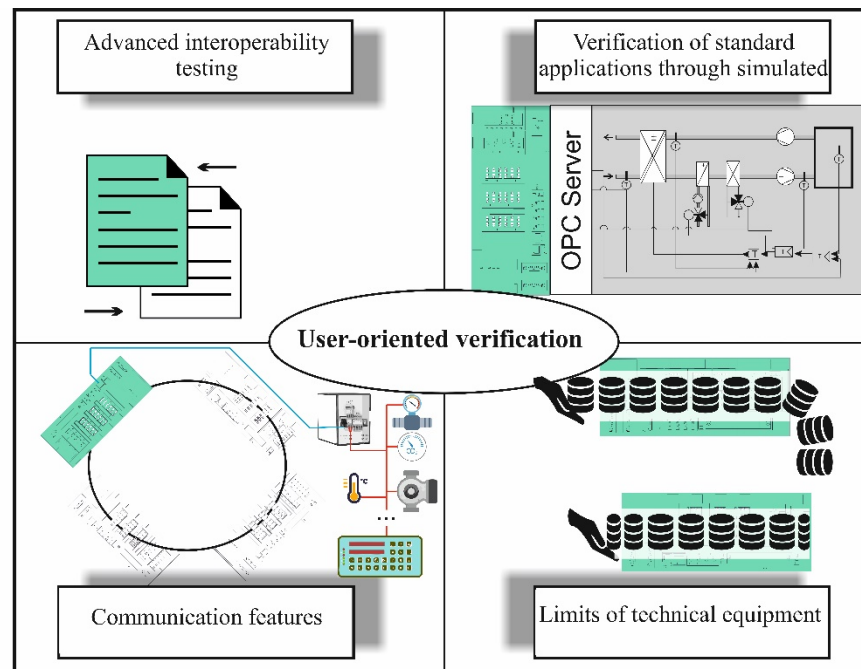 Advanced interoperability
testing
Verification of standard
applications through simulated
OPC Server
T
T
T
T
T
User-oriented verification
°C
...
Communication features
Limits of technical equipment